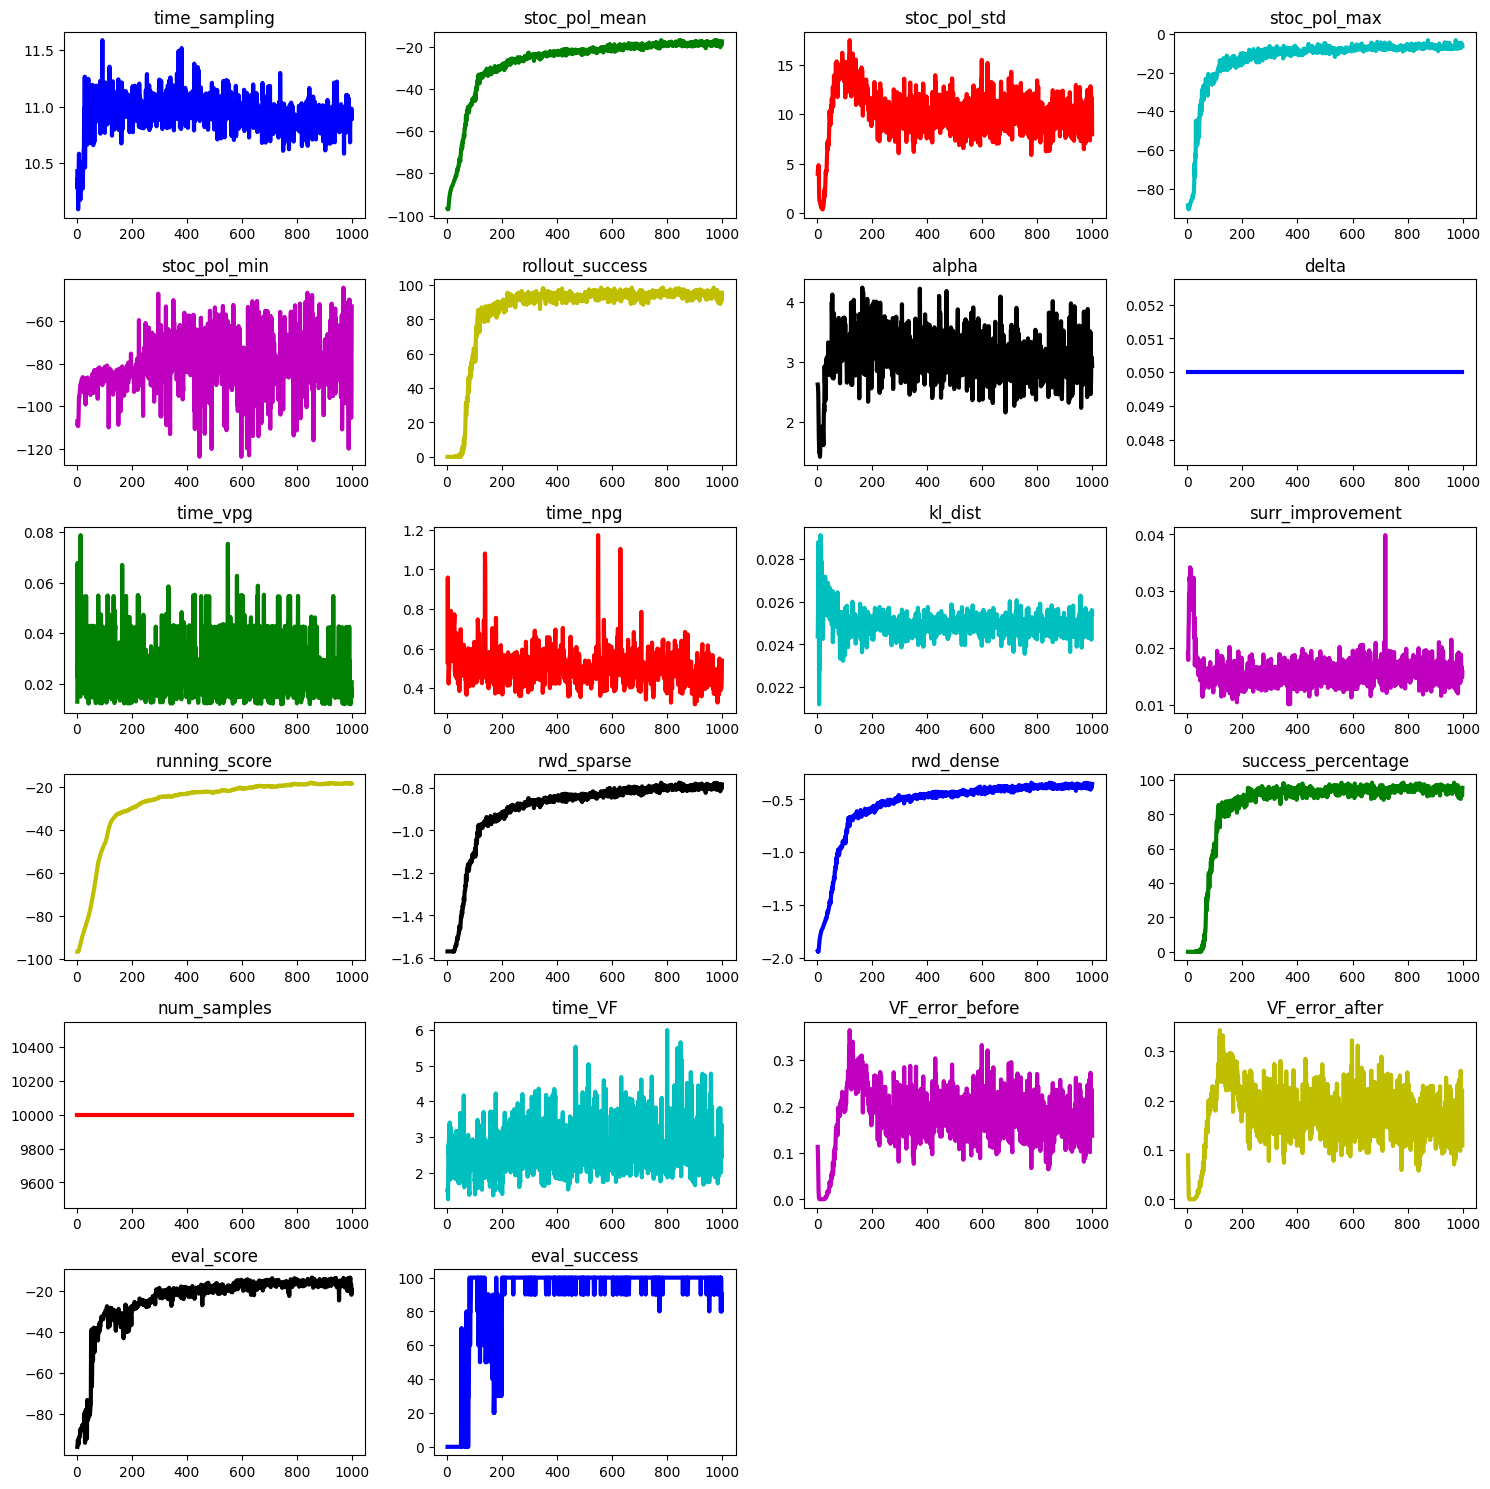 time_sampling stoc_pol_mean stoc_pol_std stoc_pol_max
11.5 11.0 10.5
−20 −40 −60 −80 −100
15 10 5 0
0 −20 −40 −60 −80
0 200 400 600 800 1000 0 200 400 600 800 1000 0 200 400 600 800 1000 0 200 400 600 800 1000
stoc_pol_min rollout_success alpha delta
−60 −80 −100 −120
100 80 60 40 20 0
4 3 2
0.052 0.051 0.050 0.049 0.048
0 200 400 600 800 1000 0 200 400 600 800 1000 0 200 400 600 800 1000 0 200 400 600 800 1000
time_vpg time_npg kl_dist surr_improvement
0.08 0.06 0.04 0.02
1.2 1.0 0.8 0.6 0.4
0.028 0.026 0.024 0.022
0.04 0.03 0.02 0.01
0 200 400 600 800 1000 0 200 400 600 800 1000 0 200 400 600 800 1000 0 200 400 600 800 1000
running_score rwd_sparse rwd_dense success_percentage
−20 −40 −60 −80 −100
−0.8 −1.0 −1.2 −1.4 −1.6
−0.5 −1.0 −1.5 −2.0
100 80 60 40 20 0
0 200 400 600 800 1000 0 200 400 600 800 1000 0 200 400 600 800 1000 0 200 400 600 800 1000
num_samples time_VF VF_error_before VF_error_after
10400 10200 10000 9800 9600
6 5 4 3 2
0.3 0.2 0.1 0.0
0.3 0.2 0.1 0.0
0 200 400 600 800 1000 0 200 400 600 800 1000 0 200 400 600 800 1000 0 200 400 600 800 1000
eval_score eval_success
−20 −40 −60 −80
100 80 60 40 20 0
0 200 400 600 800 1000 0 200 400 600 800 1000